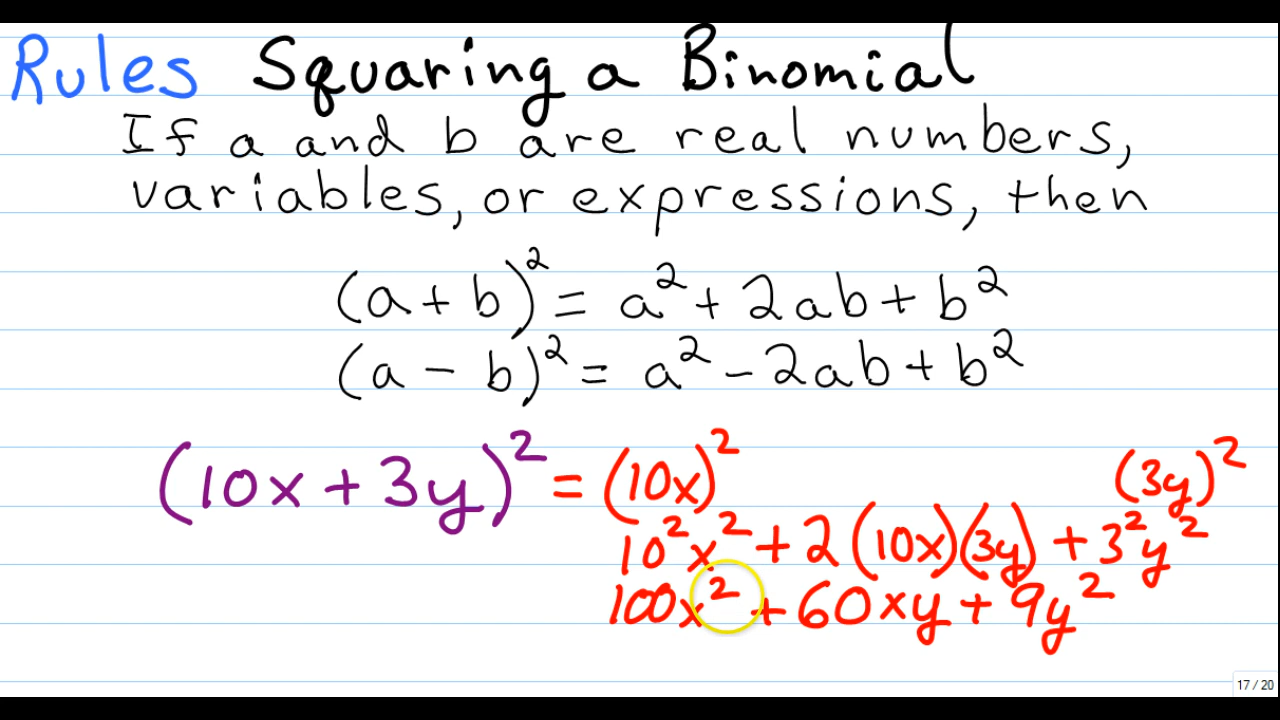 Rules Squaring a Binomial
If a and b are real numbers,
variables, or expressions, then
(a + b)² = a² + 2ab + b²
(a - b)² = a² - 2ab + b²
(10x + 3y)² = (10x)² (3y)²
10²x² + 2(10x)(3y) + 3²y²
100x² + 60xy + 9y²
17 / 20